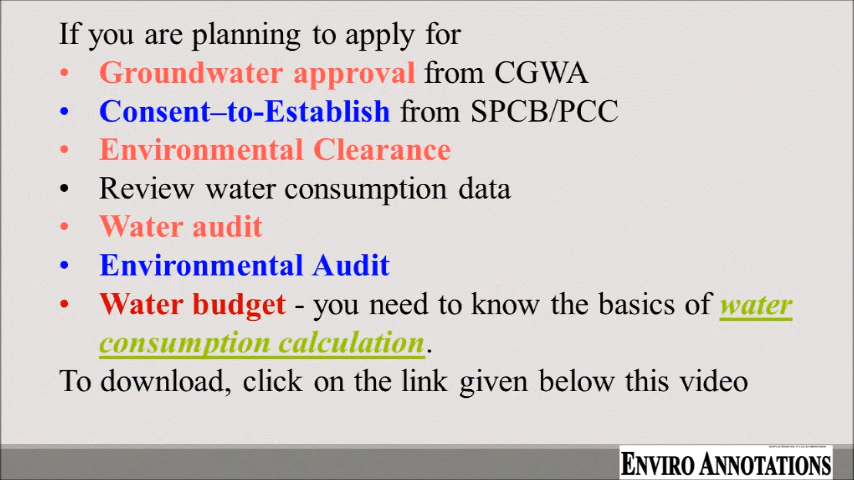 If you are planning to apply for
• Groundwater approval from CGWA
• Consent–to-Establish from SPCB/PCC
• Environmental Clearance
• Review water consumption data
• Water audit
• Environmental Audit
• Water budget - you need to know the basics of water
consumption calculation.
To download, click on the link given below this video
ENVIRO ANNOTATIONS